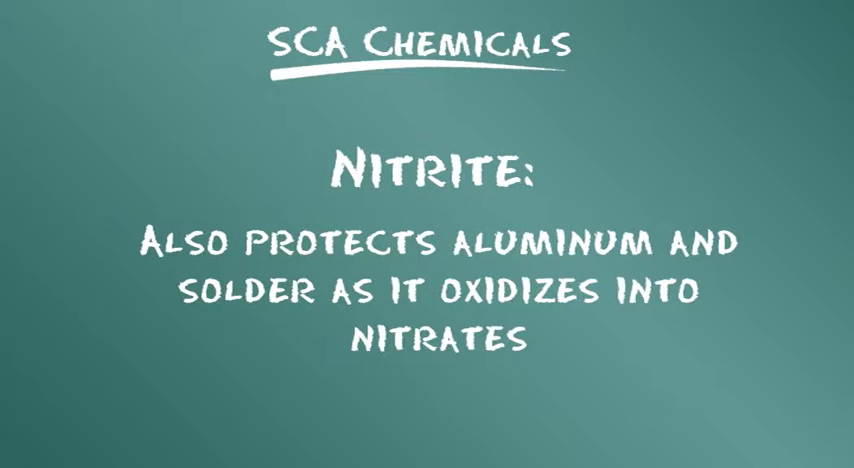 SCA Chemicals
Nitrite:
Also protects aluminum and
solder as it oxidizes into
nitrates